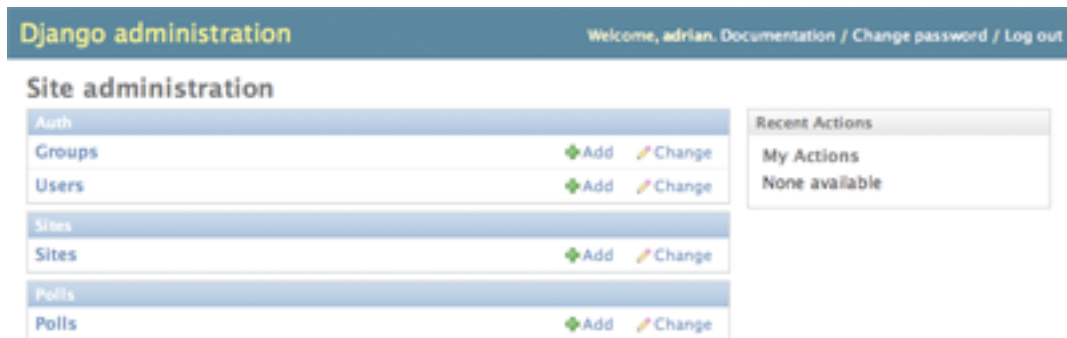 Django administration
Welcome, adrian. Documentation / Change password / Log out
Site administration
Auth
Groups Add Change
Users Add Change
Sites
Sites Add Change
Polls
Polls Add Change
Recent Actions
My Actions
None available